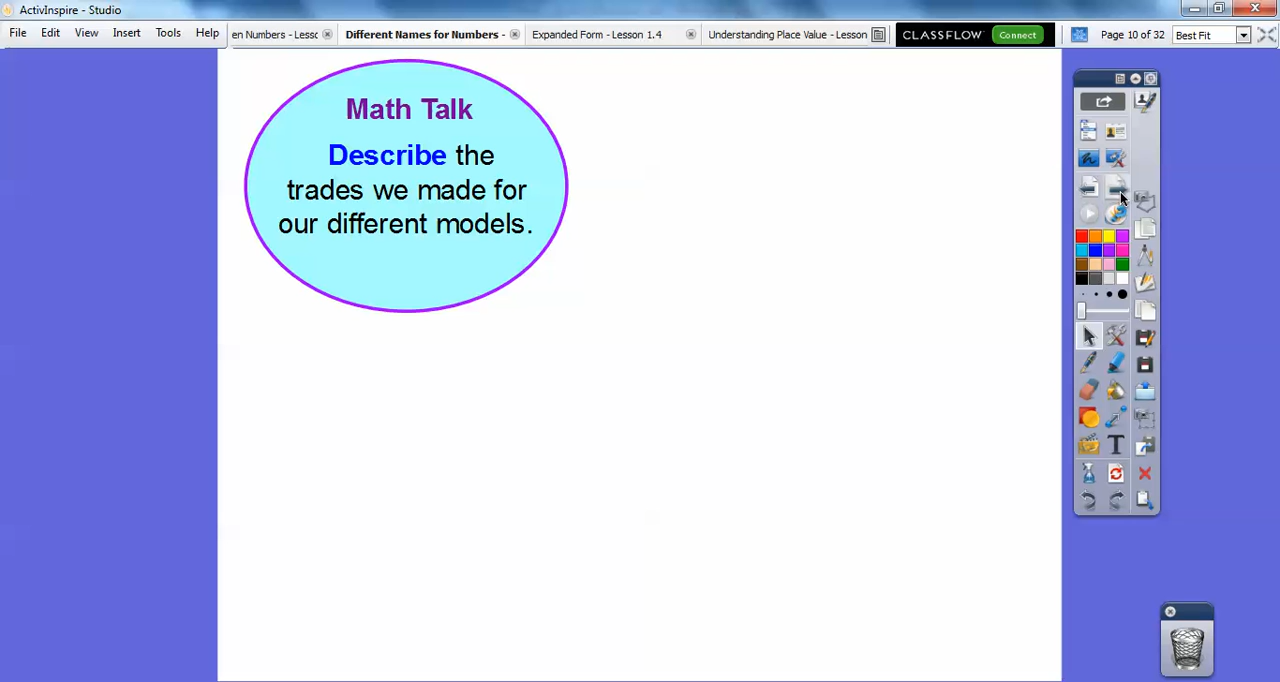 ActivInspire - Studio
File Edit View Insert Tools Help
en Numbers - Lessc
Different Names for Numbers -
Expanded Form - Lesson 1.4
Understanding Place Value - Lesson
CLASSFLOW Connect
Page 10 of 32
Best Fit
Math Talk
Describe the
trades we made for
our different models.
T